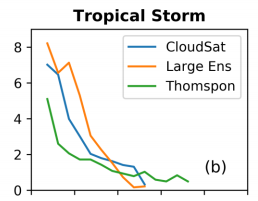 Tropical Storm
8
6
4
2
0
CloudSat
Large Ens
Thomspon
(b)